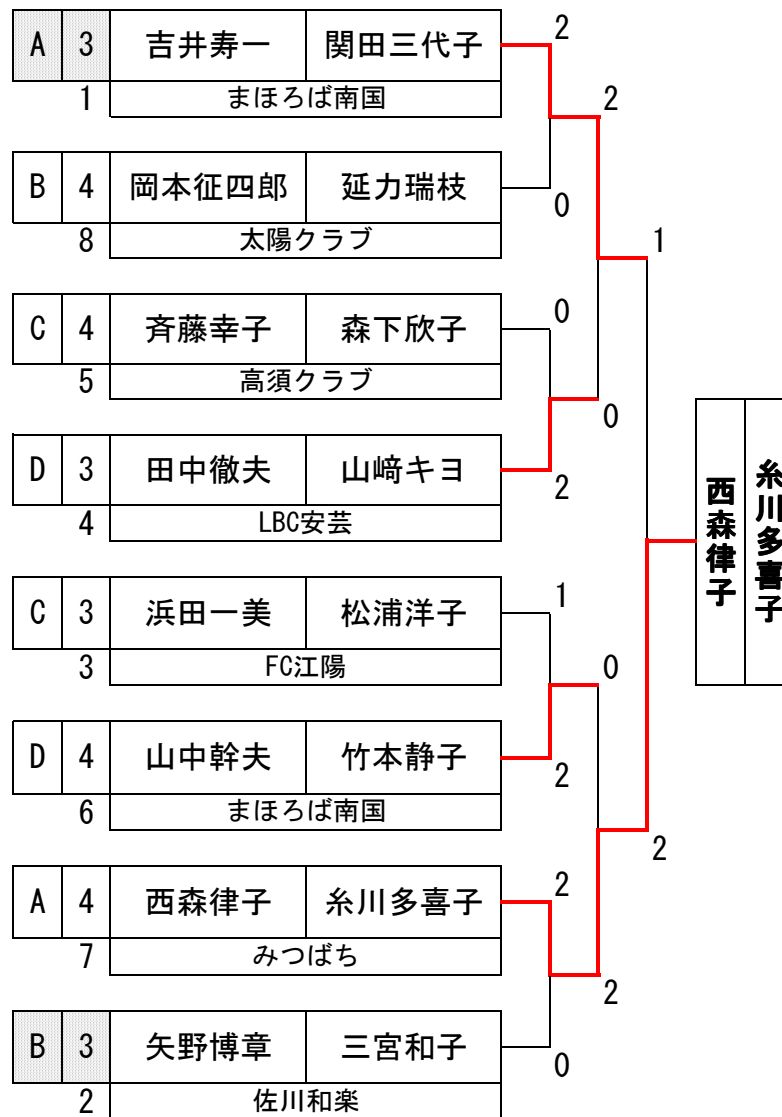 A 3 吉井寿一 関田三代子
1 まほろば南国
2
2
B 4 岡本征四郎 延力瑞枝
8 太陽クラブ
0
1
C 4 斉藤幸子 森下欣子
5 高須クラブ
0
0
D 3 田中徹夫 山﨑キヨ
4 LBC安芸
2
西森律子
糸川多喜子
C 3 浜田一美 松浦洋子
3 FC江陽
1
0
D 4 山中幹夫 竹本静子
6 まほろば南国
2
2
A 4 西森律子 糸川多喜子
7 みつばち
2
2
B 3 矢野博章 三宮和子
2 佐川和楽
0